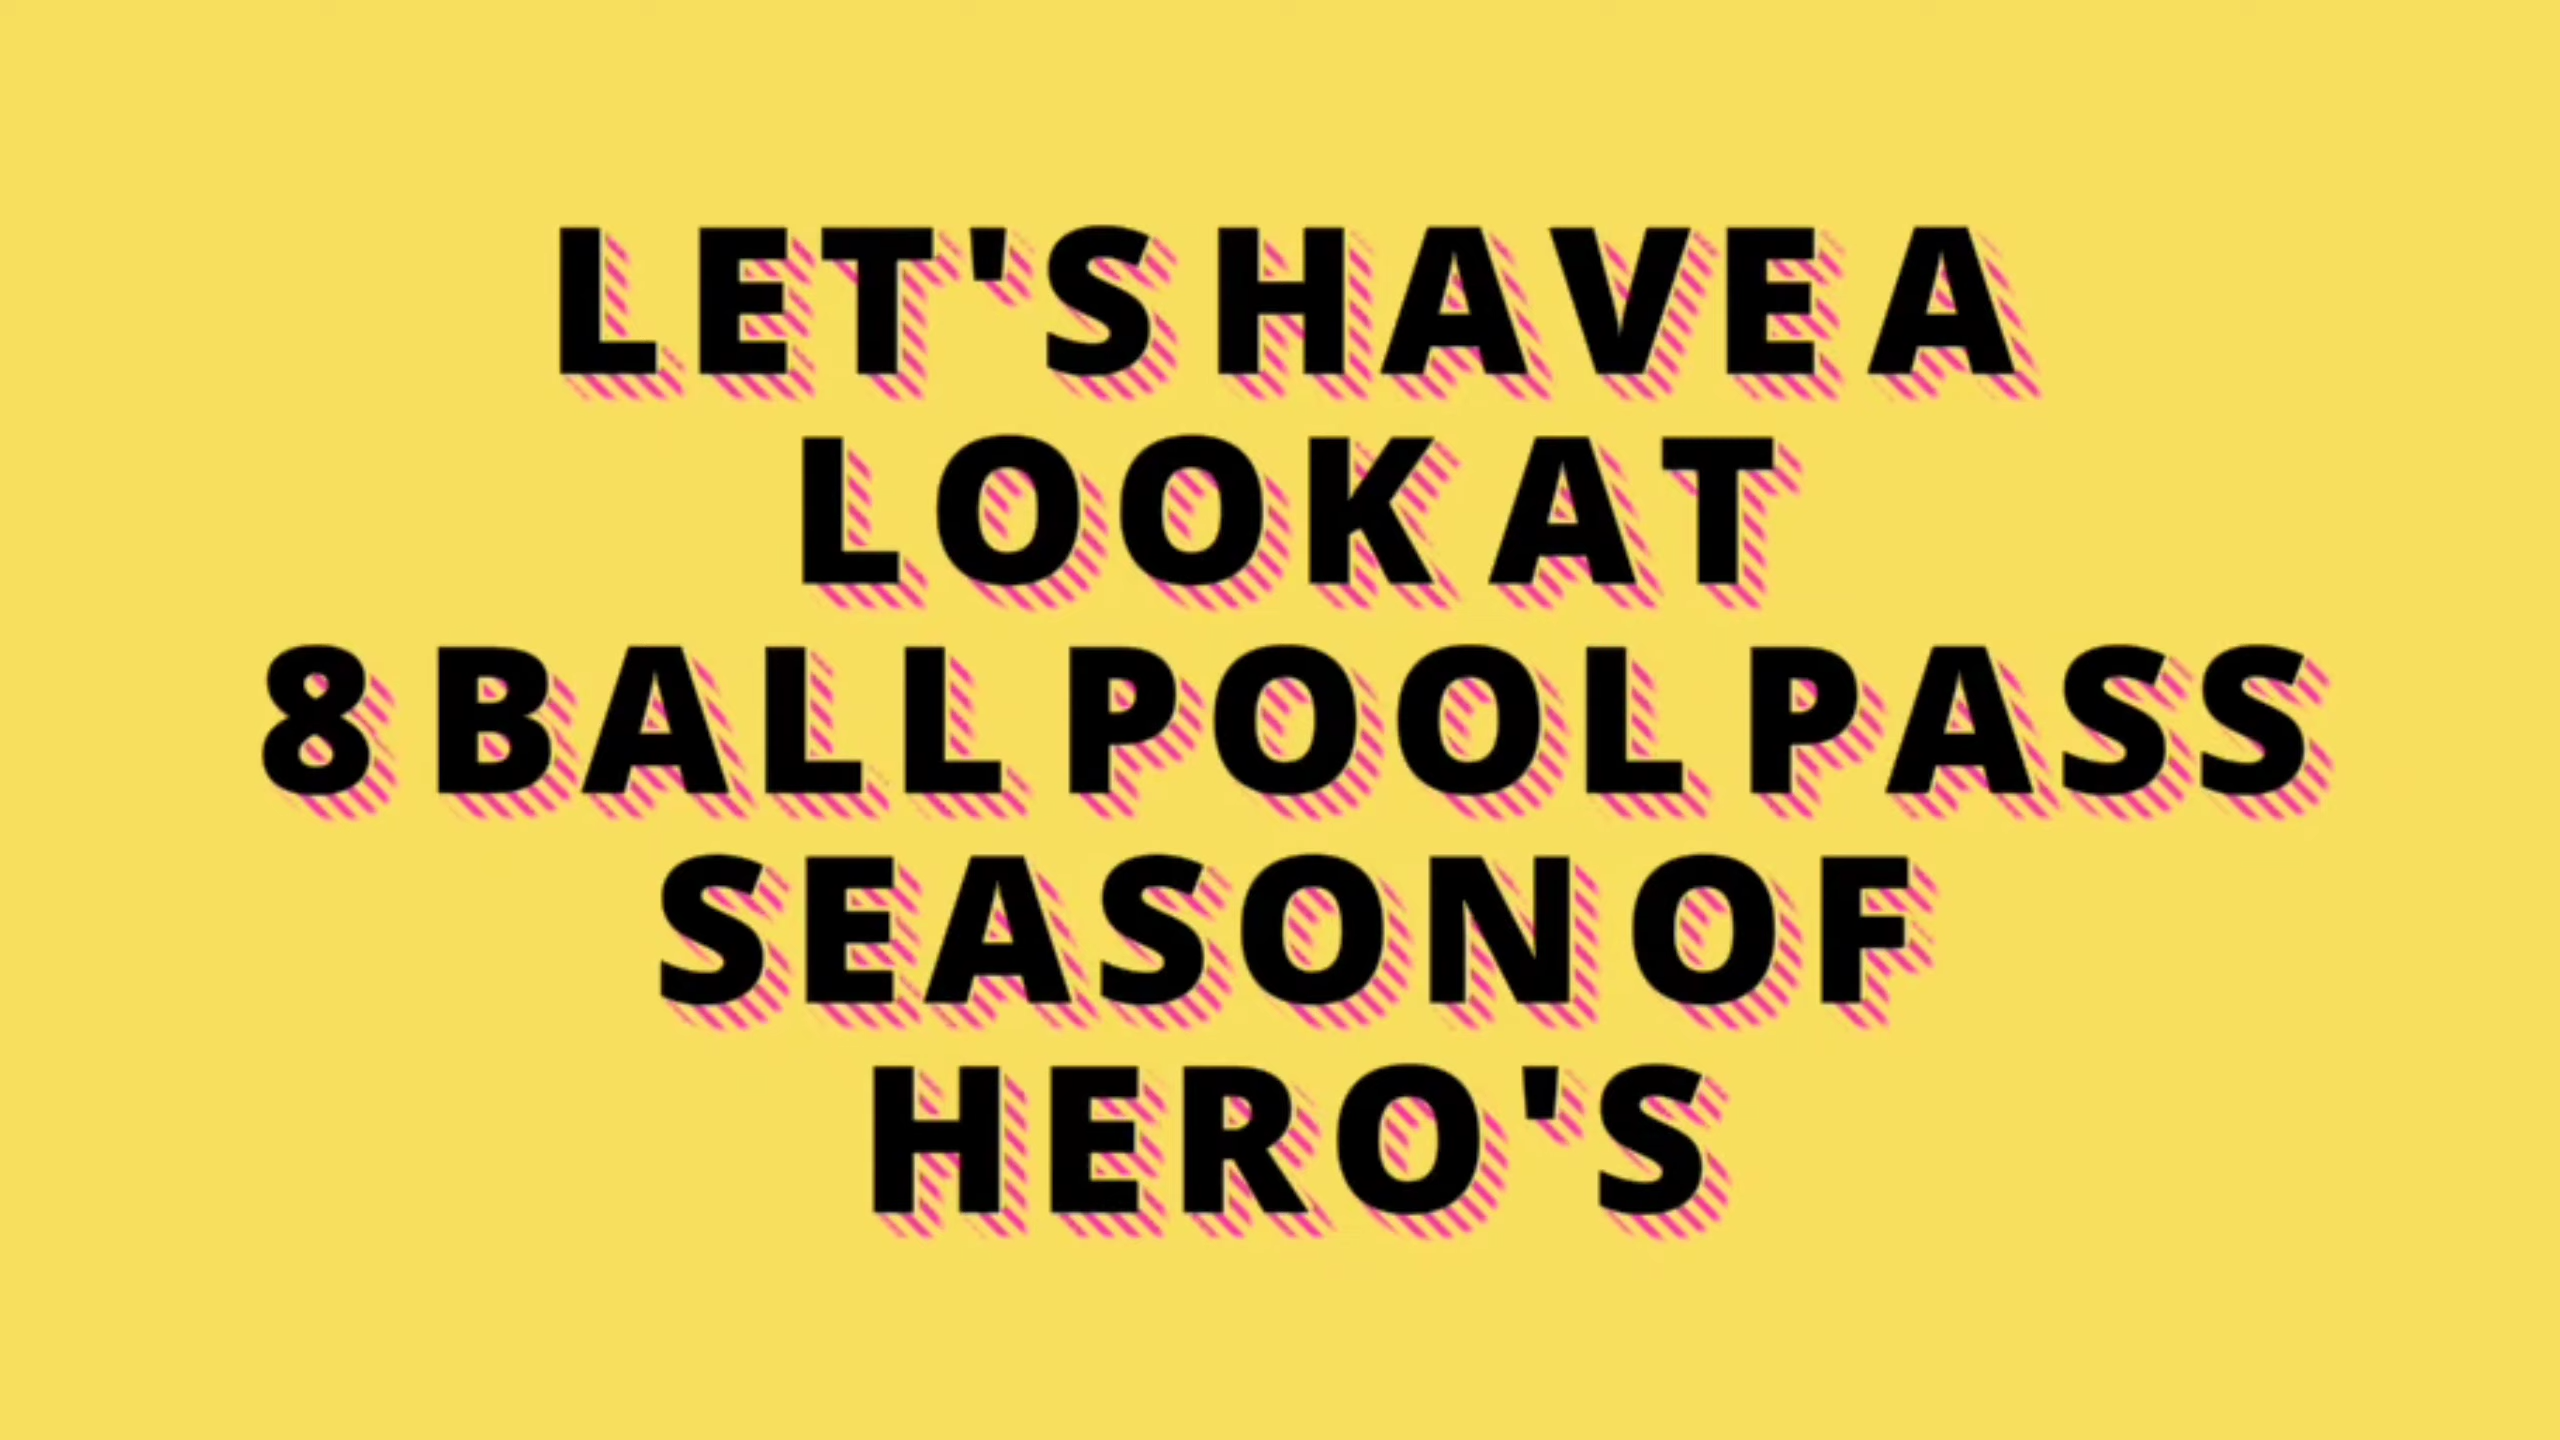 LET'S HAVE A
LOOK AT
8 BALL POOL PASS
SEASON OF
HERO'S